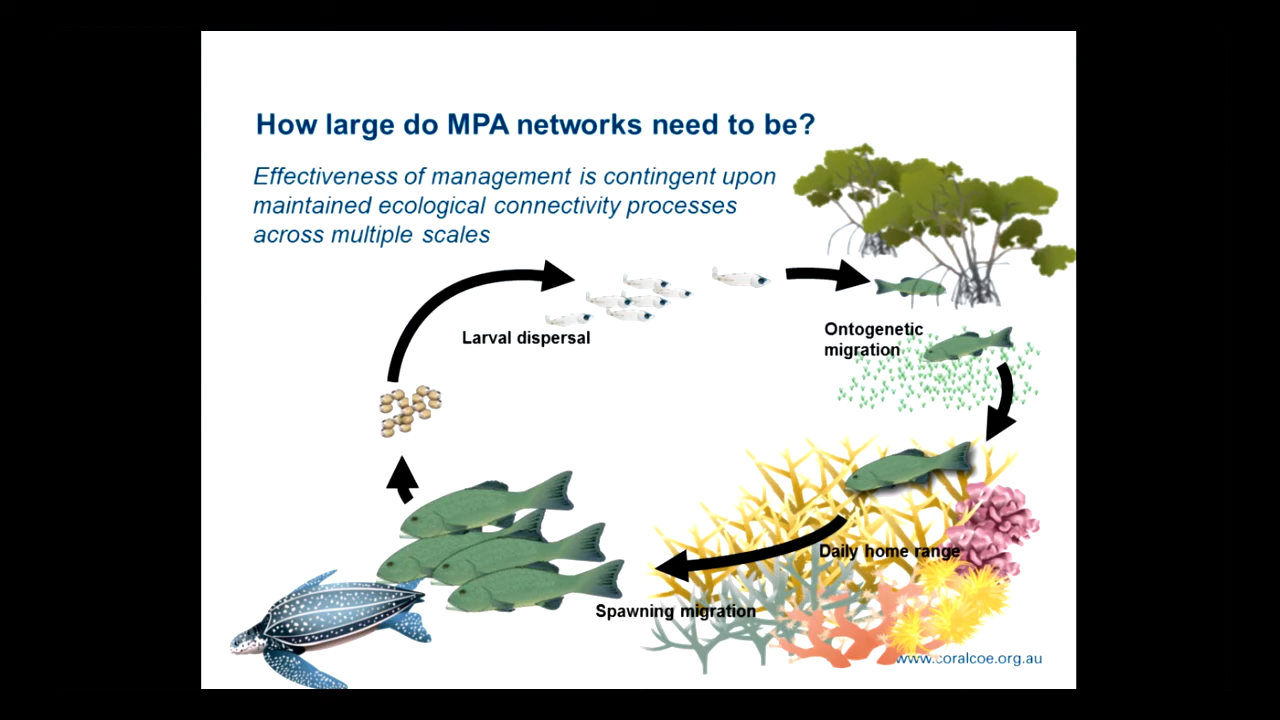 How large do MPA networks need to be?
Effectiveness of management is contingent upon
maintained ecological connectivity processes
across multiple scales
Larval dispersal
Ontogenetic
migration
Daily home range
Spawning migration
www.coralcoe.org.au